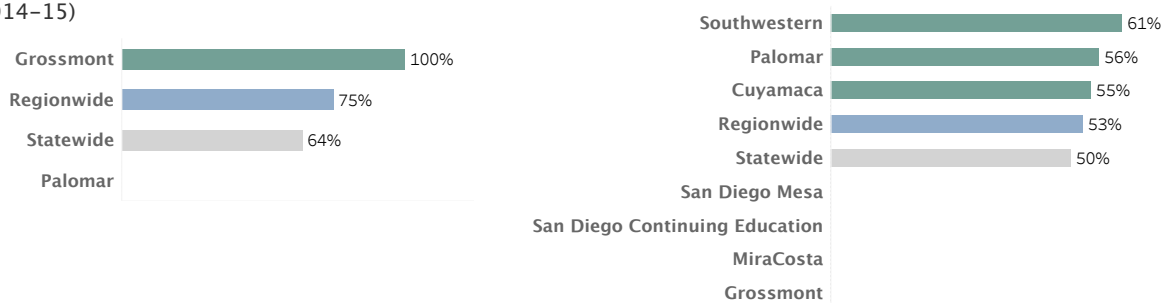 014–15)
Grossmont 100%
Regionwide 75%
Statewide 64%
Palomar
Southwestern 61%
Palomar 56%
Cuyamaca 55%
Regionwide 53%
Statewide 50%
San Diego Mesa
San Diego Continuing Education
MiraCosta
Grossmont